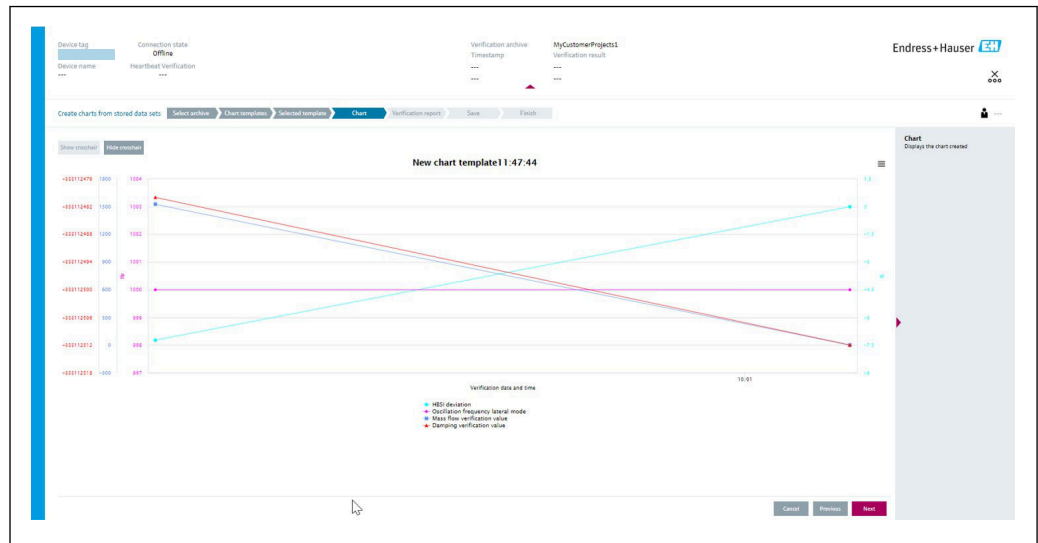 Device tag
Connection state
Offline
Device name
Heartbeat Verification
---
---
Verification archive
MyCustomerProjects1
Timestamp
Verification result
---
---
---
---
Endress+Hauser EH
Create charts from stored data sets
Select archive
Chart templates
Selected template
Chart
Verification report
Save
Finish
---
Show crosshair
Hide crosshair
New chart template11:47:44
Chart
Displays the chart created
1800
1004
1500
1003
0
1200
1002
900
1001
Hz
600
1000
300
999
0
998
-300
997
10:01
Verification date and time
HBSI deviation
Oscillation frequency lateral mode
Mass flow verification value
Damping verification value
Cancel
Previous
Next